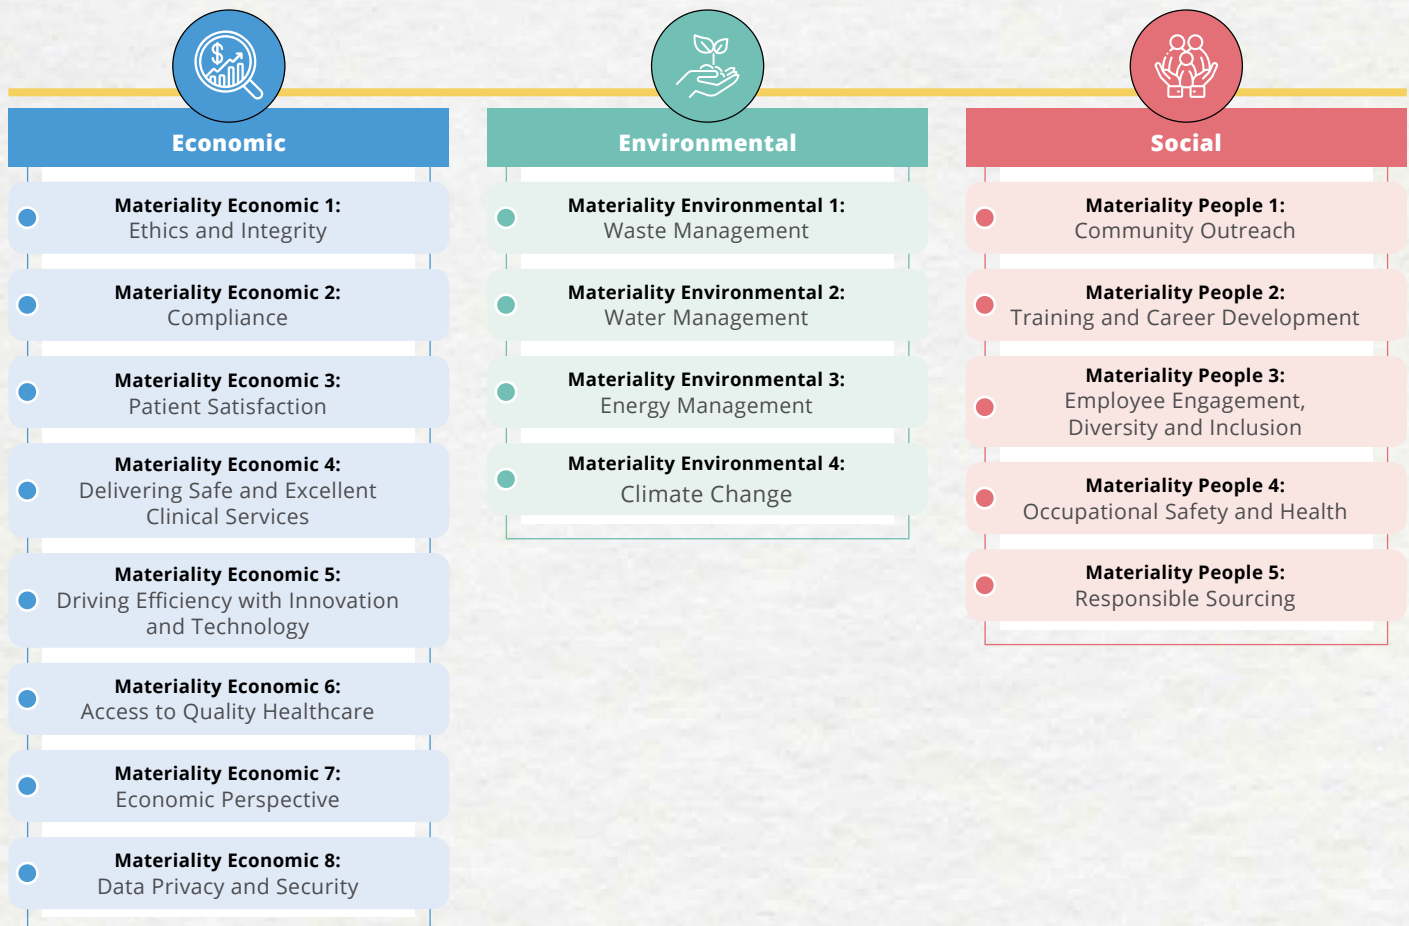 Economic
Materiality Economic 1:
Ethics and Integrity
Materiality Economic 2:
Compliance
Materiality Economic 3:
Patient Satisfaction
Materiality Economic 4:
Delivering Safe and Excellent
Clinical Services
Materiality Economic 5:
Driving Efficiency with Innovation
and Technology
Materiality Economic 6:
Access to Quality Healthcare
Materiality Economic 7:
Economic Perspective
Materiality Economic 8:
Data Privacy and Security
Environmental
Materiality Environmental 1:
Waste Management
Materiality Environmental 2:
Water Management
Materiality Environmental 3:
Energy Management
Materiality Environmental 4:
Climate Change
Social
Materiality People 1:
Community Outreach
Materiality People 2:
Training and Career Development
Materiality People 3:
Employee Engagement,
Diversity and Inclusion
Materiality People 4:
Occupational Safety and Health
Materiality People 5:
Responsible Sourcing